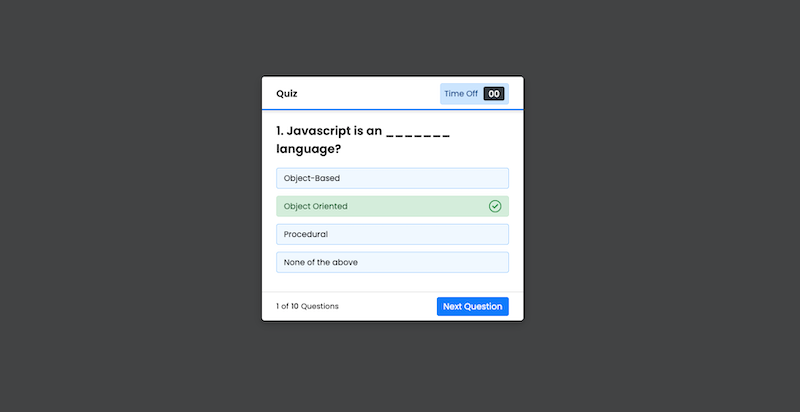 Quiz
Time Off 00
1. Javascript is an _______
language?
Object-Based
Object Oriented
Procedural
None of the above
1 of 10 Questions
Next Question